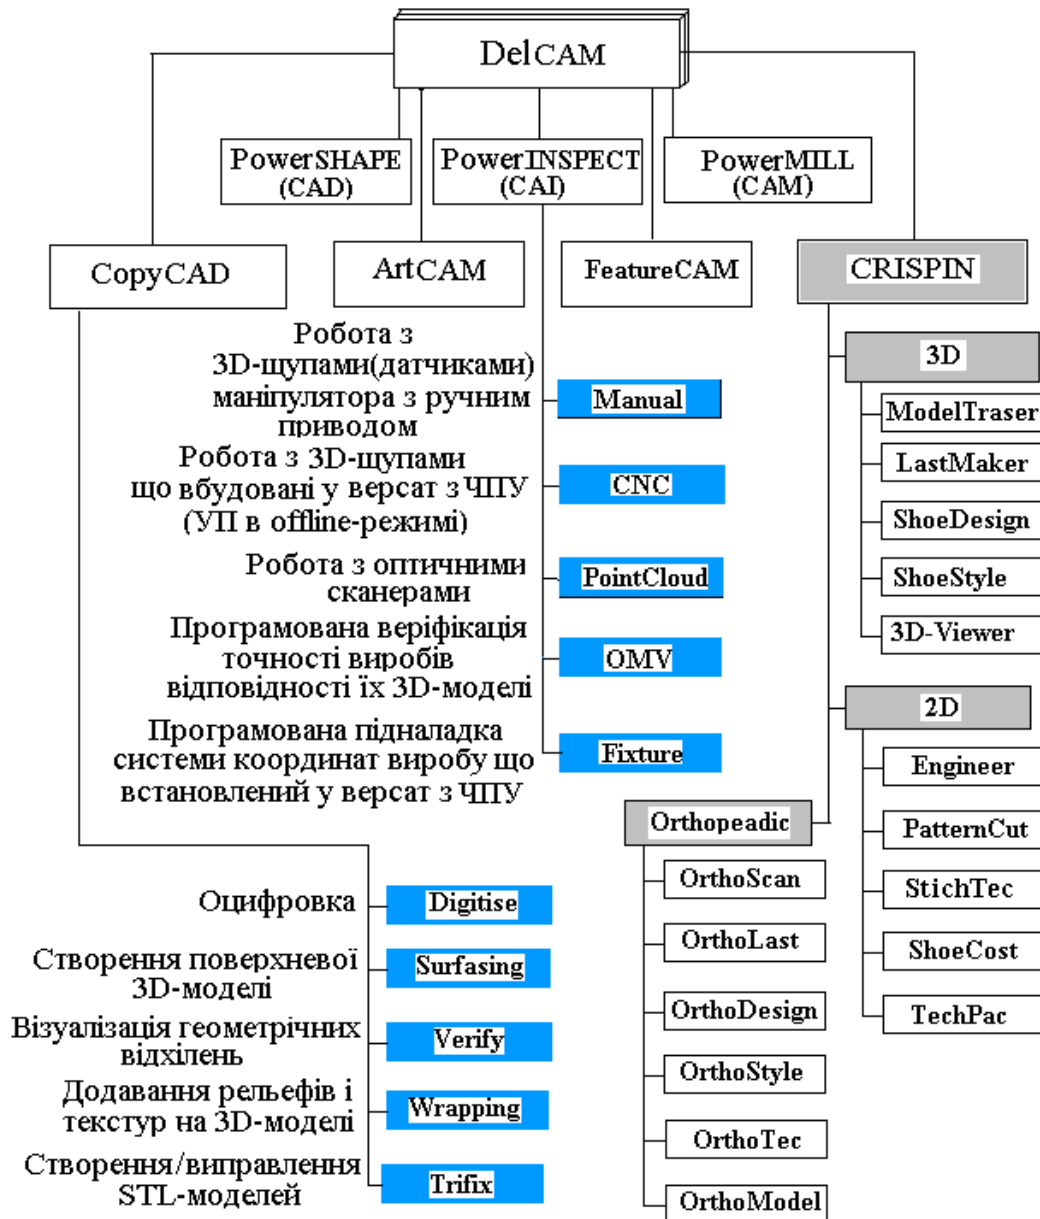 DelCAM
PowerSHAPE
(CAD)
PowerINSPECT
(CAI)
PowerMILL
(CAM)
CopyCAD
ArtCAM
FeatureCAM
CRISPIN
Робота з
3D-щупами(датчиками)
маніпулятора з ручним
приводом
Manual
Робота з 3D-щупами
що вбудовані у версат з ЧПУ
(УП в offline-режимі)
CNC
Робота з оптичними
сканерами
PointCloud
Програмована веріфікація
точності виробів
відповідності їх 3D-моделі
OMV
Програмована підналадка
системи координат виробу що
встановлений у версат з ЧПУ
Fixture
3D
ModelTraser
LastMaker
ShoeDesign
ShoeStyle
3D-Viewer
2D
Engineer
PatternCut
StichTec
ShoeCost
TechPac
Orthopeadic
OrthoScan
OrthoLast
OrthoDesign
OrthoStyle
OrthoTec
OrthoModel
Оцифровка
Digitise
Створення поверхневої
3D-моделі
Surfasing
Візуалізація геометрічних
відхілень
Verify
Додавання рельефів і
текстур на 3D-моделі
Wrapping
Створення/виправлення
STL-моделей
Trifix